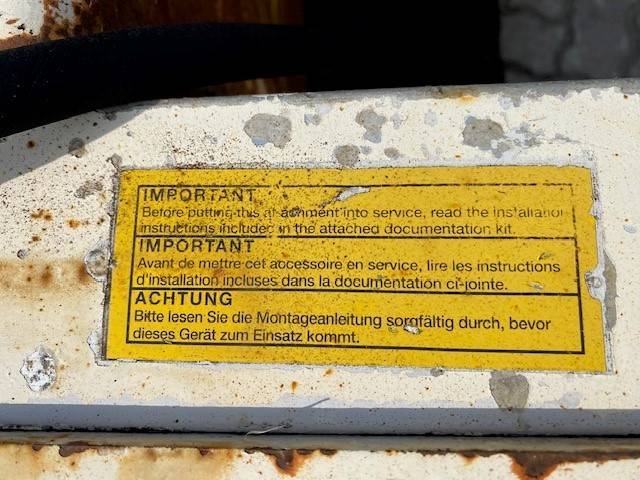 IMPORTANT
Before putting this attachment into service, read the installation
instructions included in the attached documentation kit.
IMPORTANT
Avant de mettre cet accessoire en service, lire les instructions
d'installation incluses dans la documentation ci-jointe.
ACHTUNG
Bitte lesen Sie die Montageanleitung sorgfältig durch, bevor
dieses Gerät zum Einsatz kommt.